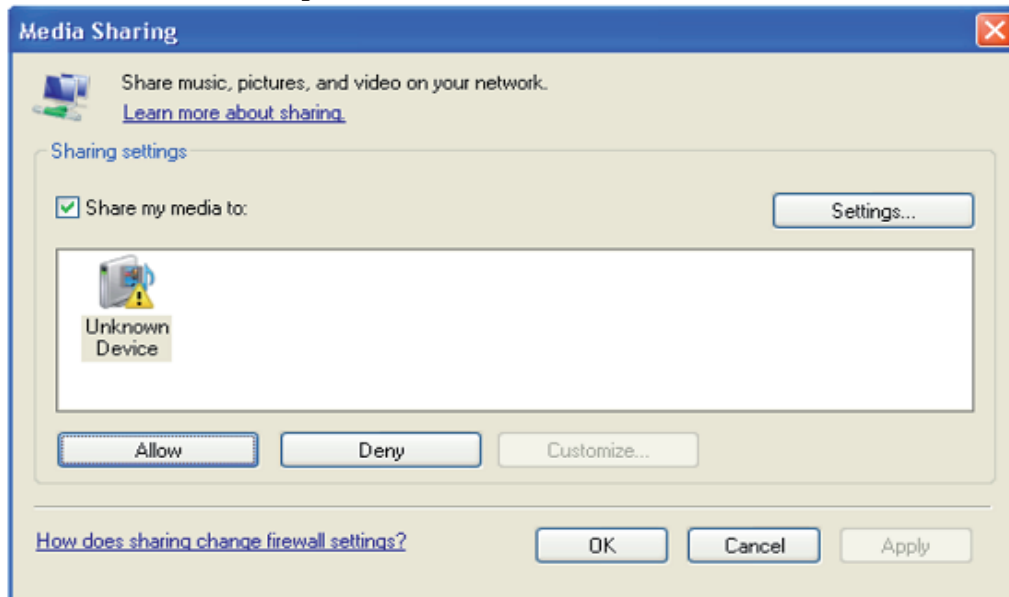 Media Sharing
Share music, pictures, and video on your network.
Learn more about sharing.
Sharing settings
Share my media to:
Settings...
Unknown
Device
Allow
Deny
Customize...
How does sharing change firewall settings?
OK
Cancel
Apply